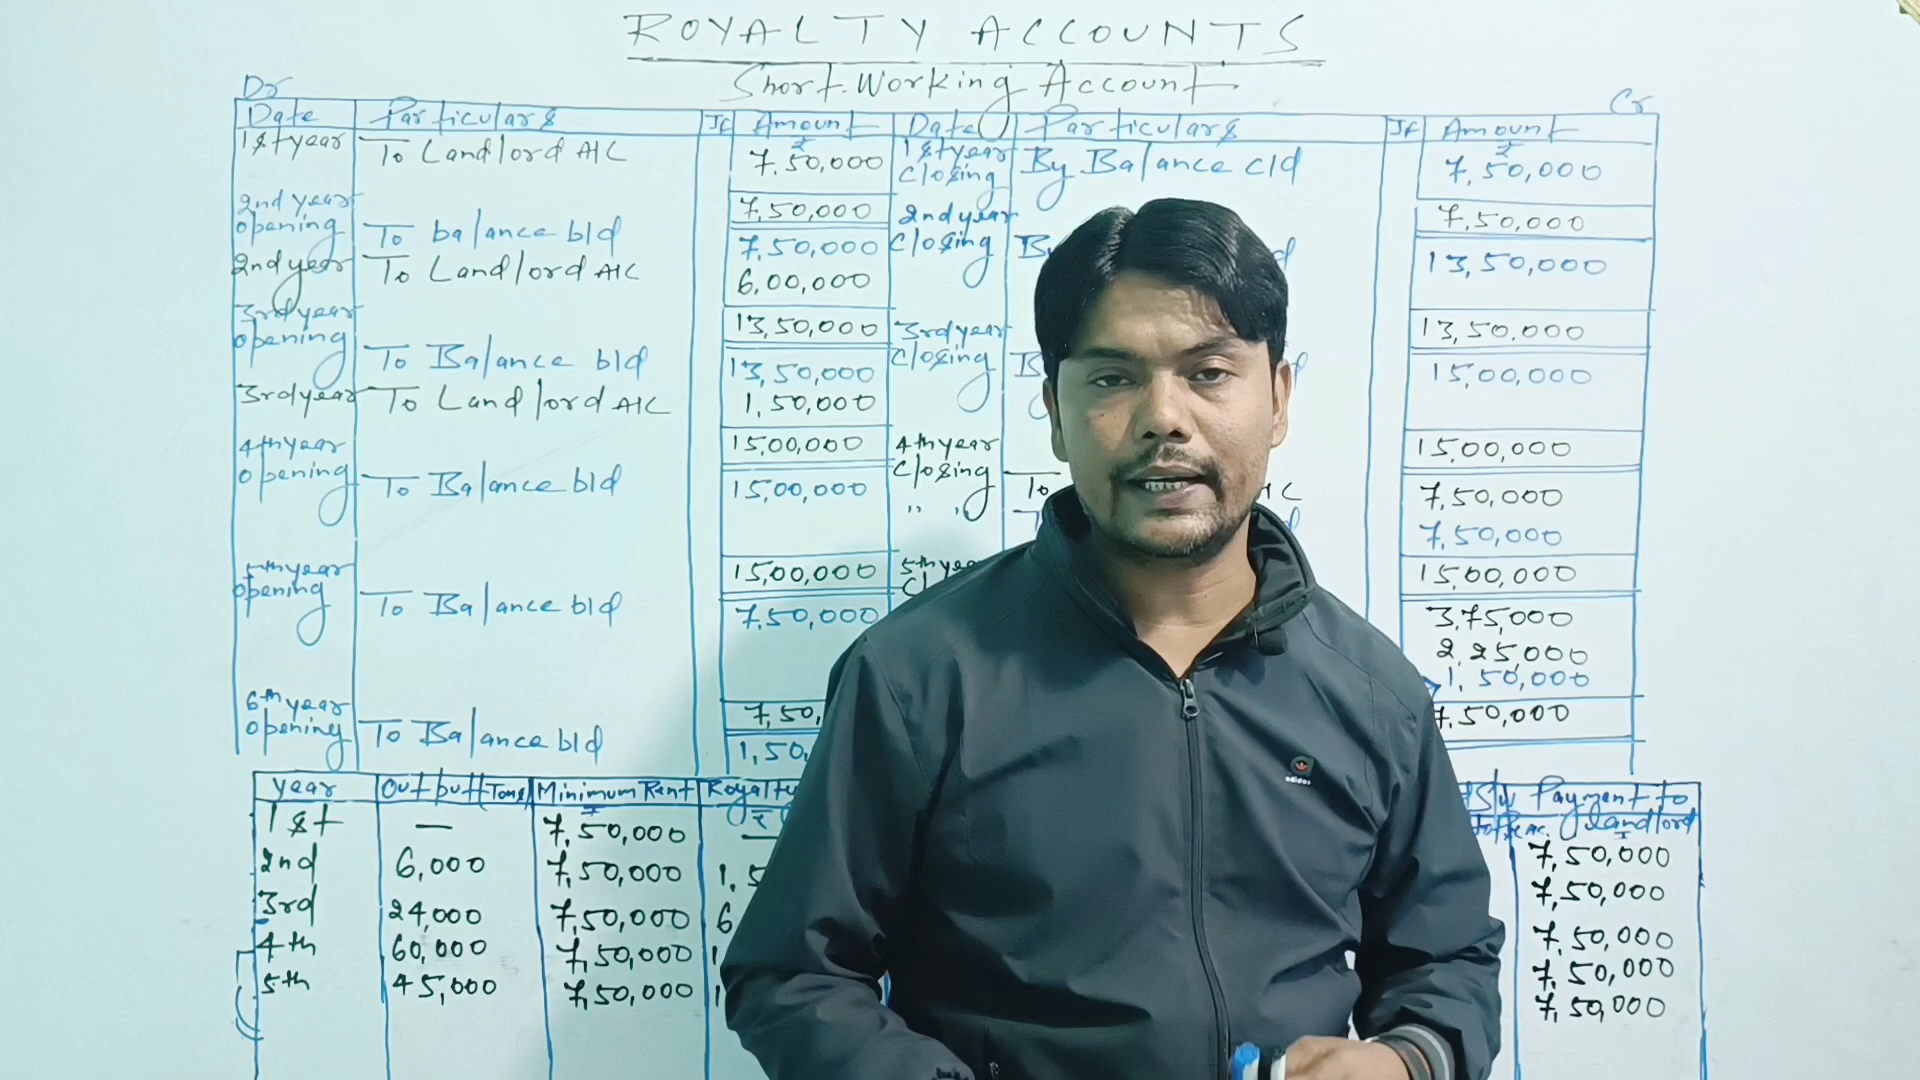 ROYALTY ACCOUNTS
Short-Working Account
Dr Cr
Date Particulars JF Amount Date Particulars JF Amount
₹ ₹
1st year To Landlord A/C 7,50,000 1st year closing By Balance c/d 7,50,000
7,50,000 7,50,000
2nd year opening To balance b/d 7,50,000 2nd year closing 13,50,000
2nd year To Landlord A/C 6,00,000
13,50,000 13,50,000
3rd year opening To Balance b/d 13,50,000 3rd year closing 15,00,000
3rd year To Landlord A/C 1,50,000
15,00,000 15,00,000
4th year opening To Balance b/d 15,00,000 4th year closing To 7,50,000
" " 7,50,000
15,00,000 15,00,000
5th year opening To Balance b/d 7,50,000 3,75,000
2,25,000
1,50,000
7,50,000
6th year opening To Balance b/d
year Output (Tons) Minimum Rent Royalty S/W Payment to landlord
₹ ₹ ₹
1st — 7,50,000 — 7,50,000
2nd 6,000 7,50,000 7,50,000
3rd 24,000 7,50,000 7,50,000
4th 60,000 7,50,000 7,50,000
5th 45,000 7,50,000 7,50,000
adidas